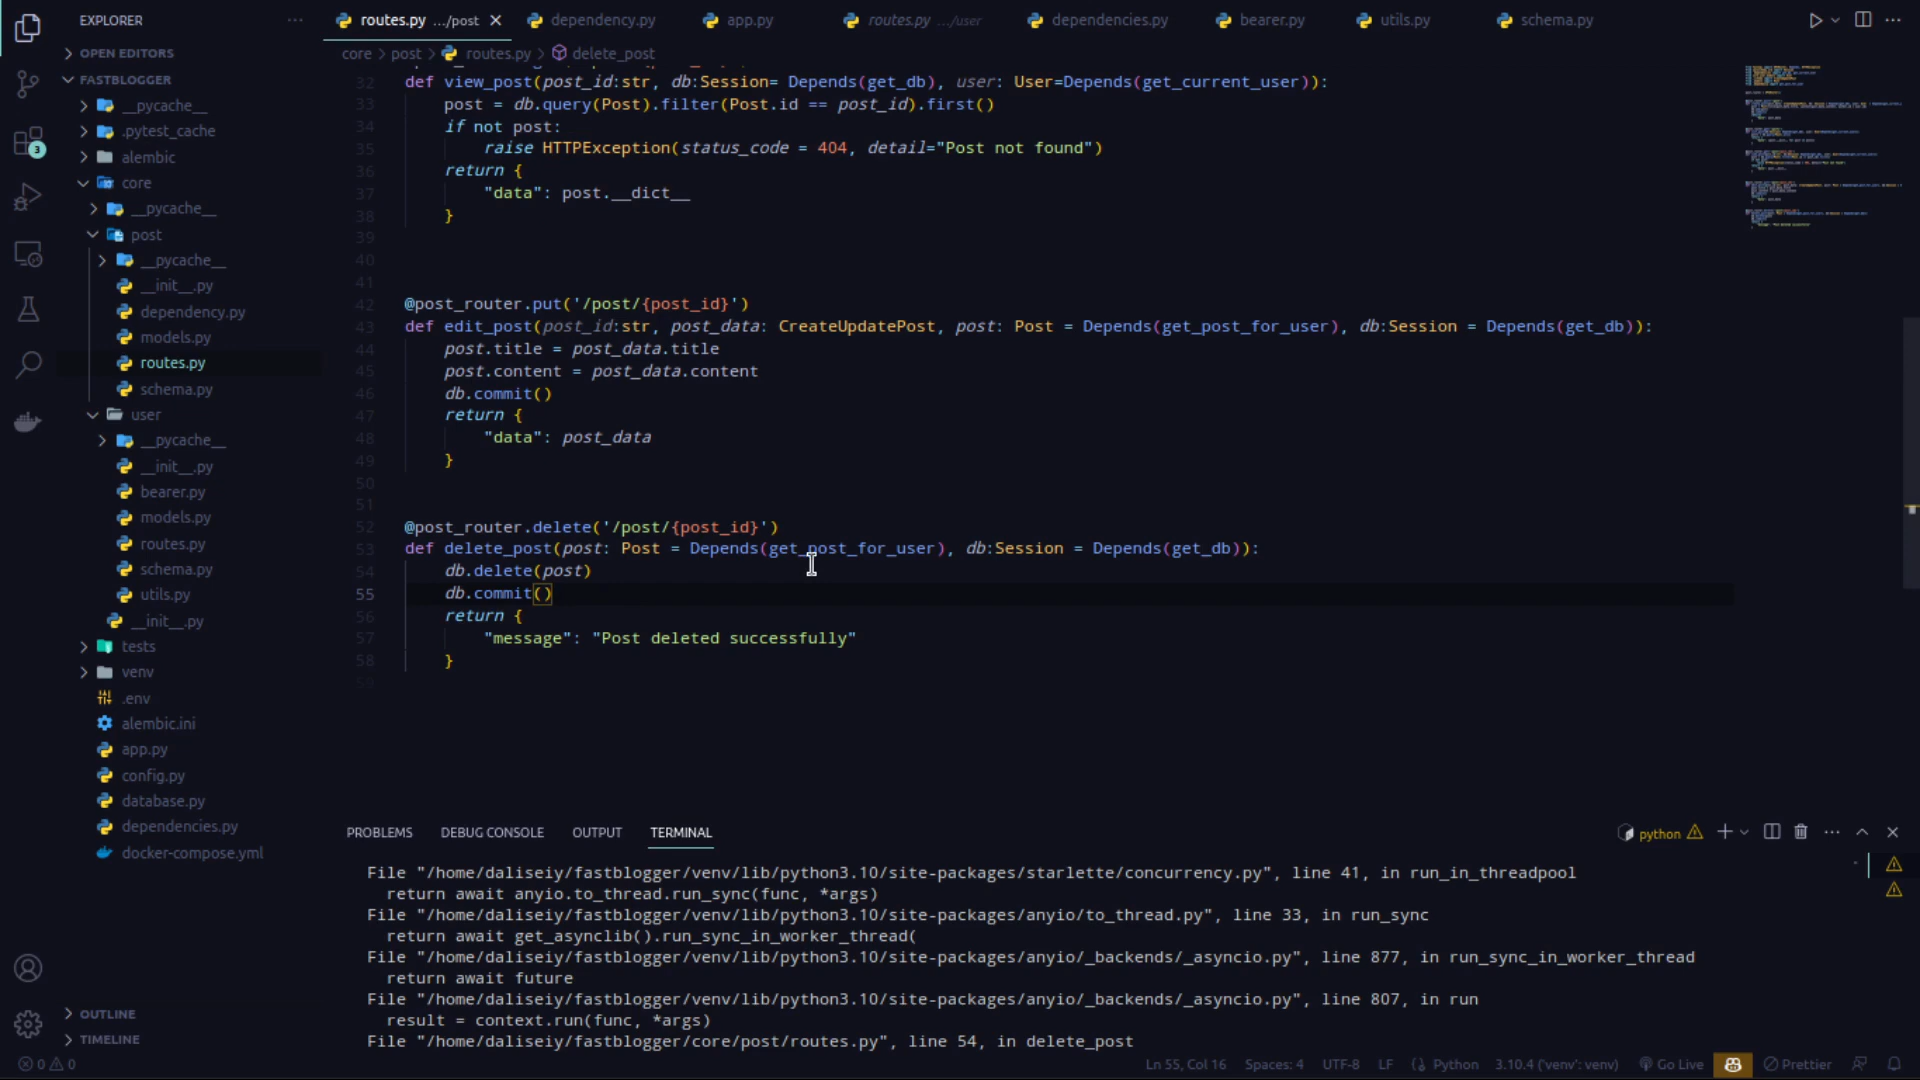 EXPLORER
OPEN EDITORS
FASTBLOGGER
__pycache__
.pytest_cache
alembic
core
__pycache__
post
__pycache__
__init__.py
dependency.py
models.py
routes.py
schema.py
user
__pycache__
__init__.py
bearer.py
models.py
routes.py
schema.py
utils.py
__init__.py
tests
venv
.env
alembic.ini
app.py
config.py
database.py
dependencies.py
docker-compose.yml
OUTLINE
TIMELINE
3
routes.py .../post
dependency.py
app.py
routes.py .../user
dependencies.py
bearer.py
utils.py
schema.py
core > post > routes.py > delete_post
32 def view_post(post_id:str, db:Session= Depends(get_db), user: User=Depends(get_current_user)):
33 post = db.query(Post).filter(Post.id == post_id).first()
34 if not post:
35 raise HTTPException(status_code = 404, detail="Post not found")
36 return {
37 "data": post.__dict__
38 }
39
40
41
42 @post_router.put('/post/{post_id}')
43 def edit_post(post_id:str, post_data: CreateUpdatePost, post: Post = Depends(get_post_for_user), db:Session = Depends(get_db)):
44 post.title = post_data.title
45 post.content = post_data.content
46 db.commit()
47 return {
48 "data": post_data
49 }
50
51
52 @post_router.delete('/post/{post_id}')
53 def delete_post(post: Post = Depends(get_post_for_user), db:Session = Depends(get_db)):
54 db.delete(post)
55 db.commit()
56 return {
57 "message": "Post deleted successfully"
58 }
59
PROBLEMS DEBUG CONSOLE OUTPUT TERMINAL
python
File "/home/daliseiy/fastblogger/venv/lib/python3.10/site-packages/starlette/concurrency.py", line 41, in run_in_threadpool
return await anyio.to_thread.run_sync(func, *args)
File "/home/daliseiy/fastblogger/venv/lib/python3.10/site-packages/anyio/to_thread.py", line 33, in run_sync
return await get_asynclib().run_sync_in_worker_thread(
File "/home/daliseiy/fastblogger/venv/lib/python3.10/site-packages/anyio/_backends/_asyncio.py", line 877, in run_sync_in_worker_thread
return await future
File "/home/daliseiy/fastblogger/venv/lib/python3.10/site-packages/anyio/_backends/_asyncio.py", line 807, in run
result = context.run(func, *args)
File "/home/daliseiy/fastblogger/core/post/routes.py", line 54, in delete_post
0 0
Ln 55, Col 16 Spaces: 4 UTF-8 LF Python 3.10.4 ('venv': venv) Go Live Prettier